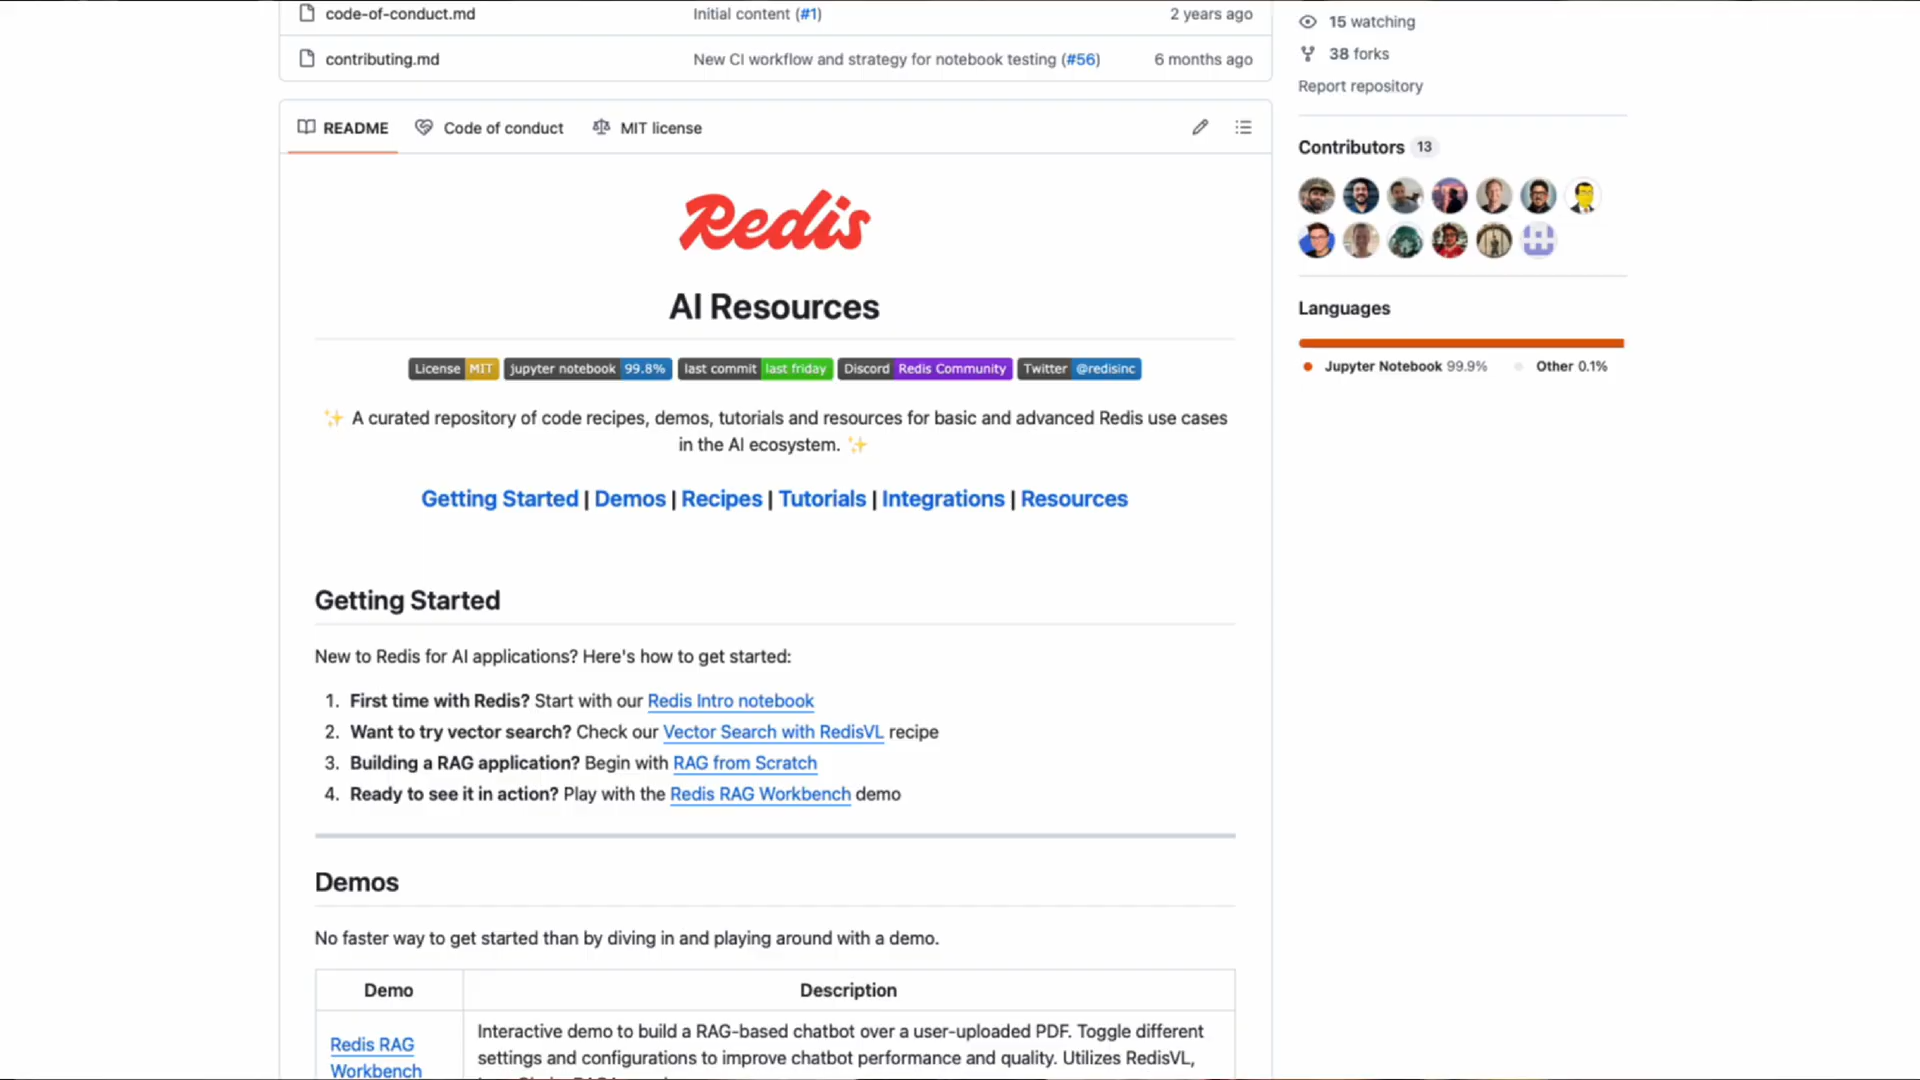 code-of-conduct.md Initial content (#1) 2 years ago
contributing.md New CI workflow and strategy for notebook testing (#56) 6 months ago
README Code of conduct MIT license
Redis
AI Resources
License MIT jupyter notebook 99.8% last commit last friday Discord Redis Community Twitter @redisinc
✨ A curated repository of code recipes, demos, tutorials and resources for basic and advanced Redis use cases
in the AI ecosystem. ✨
Getting Started | Demos | Recipes | Tutorials | Integrations | Resources
Getting Started
New to Redis for AI applications? Here's how to get started:
1. First time with Redis? Start with our Redis Intro notebook
2. Want to try vector search? Check our Vector Search with RedisVL recipe
3. Building a RAG application? Begin with RAG from Scratch
4. Ready to see it in action? Play with the Redis RAG Workbench demo
Demos
No faster way to get started than by diving in and playing around with a demo.
Demo Description
Redis RAG
Workbench
Interactive demo to build a RAG-based chatbot over a user-uploaded PDF. Toggle different
settings and configurations to improve chatbot performance and quality. Utilizes RedisVL,
15 watching
38 forks
Report repository
Contributors 13
Languages
Jupyter Notebook 99.9% Other 0.1%